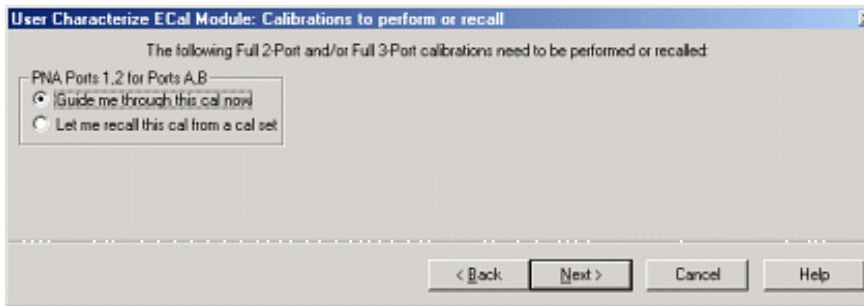 User Characterize ECal Module: Calibrations to perform or recall
The following Full 2-Port and/or Full 3-Port calibrations need to be performed or recalled:
PNA Ports 1,2 for Ports A,B
Guide me through this cal now
Let me recall this cal from a cal set
< Back
Next >
Cancel
Help